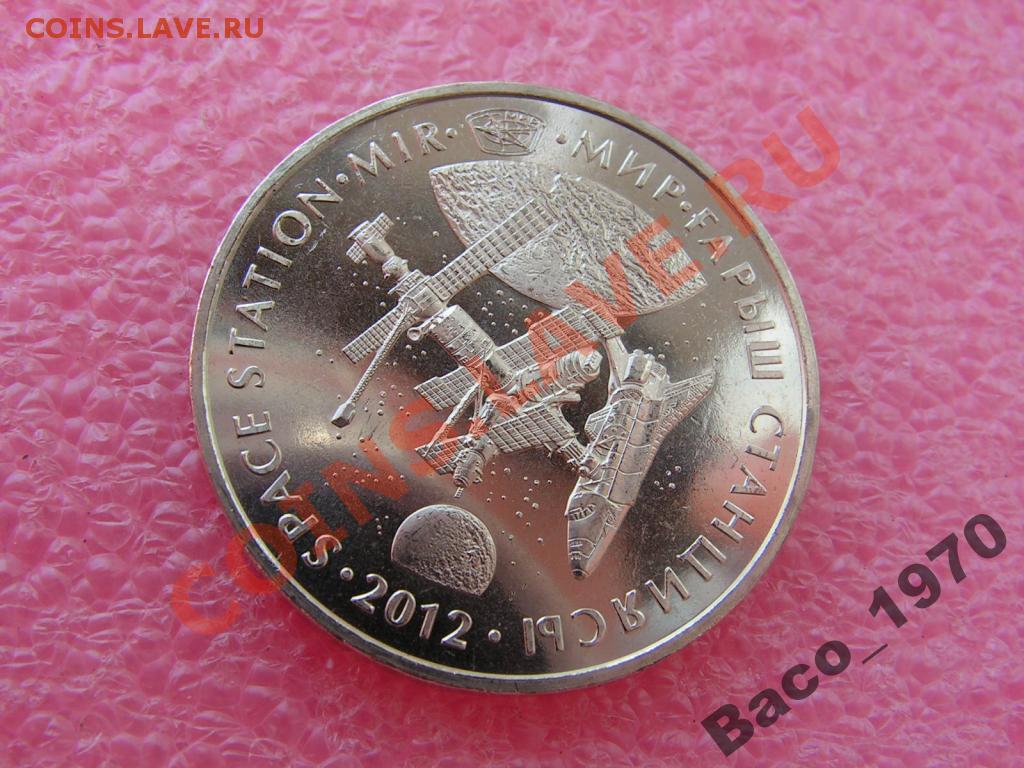 COINS.LAVE.RU
SPACE STATION • MIR •
• МИР • ҒАРЫШ СТАНЦИЯСЫ •
2012 •
COINS.LAVE.RU
Baco_1970